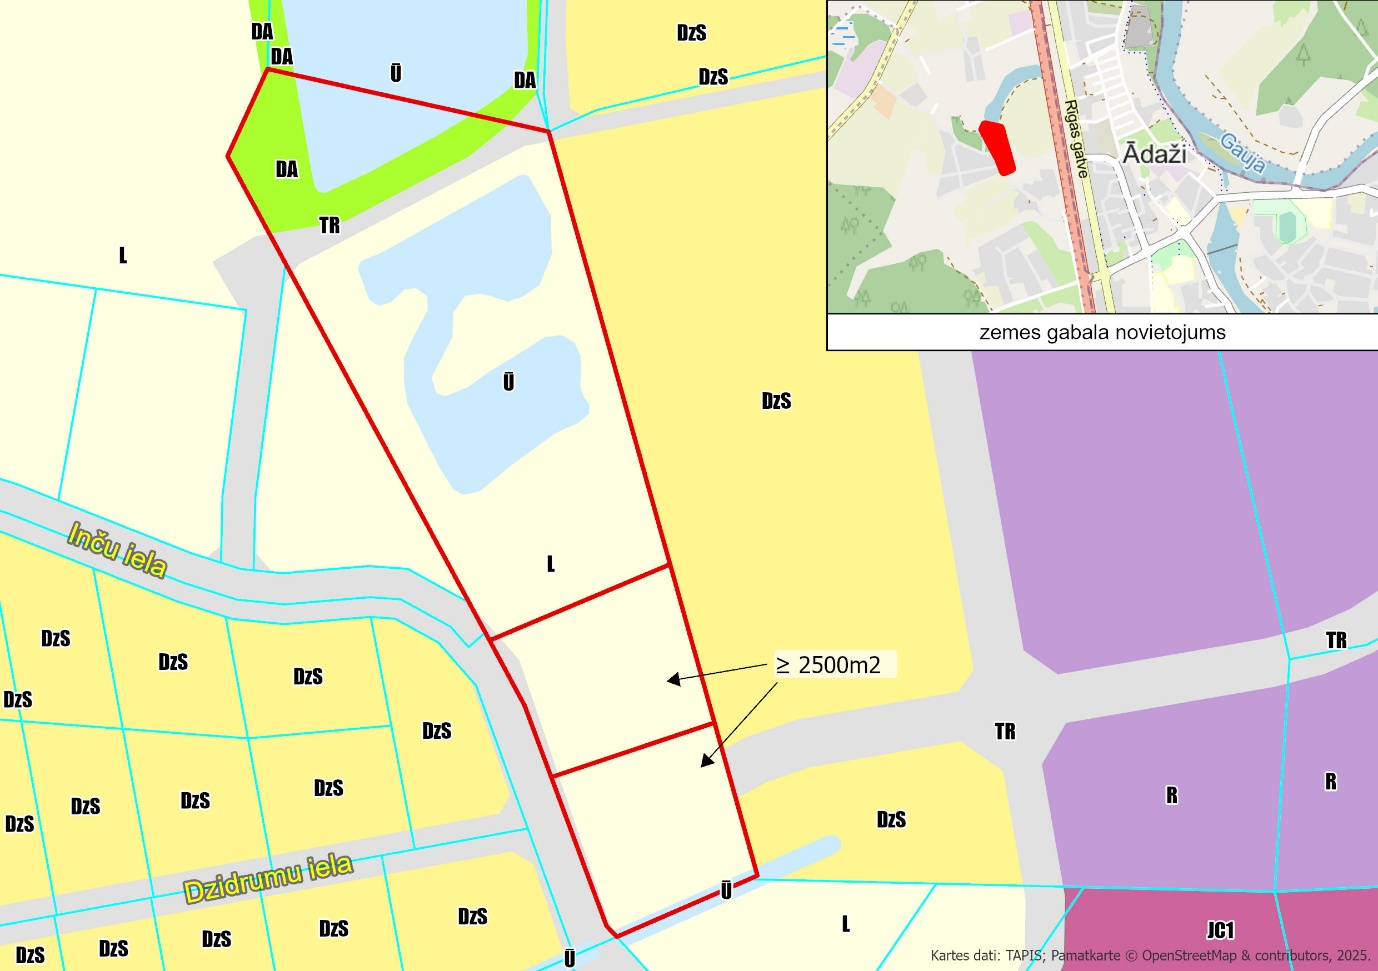 DA
DA
Ū
DA
DzS
DzS
DA
TR
L
Ū
DzS
L
Inču iela
≥ 2500m2
DzS
DzS
DzS
DzS
DzS
DzS
DzS
DzS
DzS
DzS
Dzidrumu iela
DzS
DzS
DzS
DzS
DzS
Ū
Ū
DzS
L
TR
TR
R
R
JC1
Rīgas gatve
Ādaži
Gauja
zemes gabala novietojums
Kartes dati: TAPIS; Pamatkarte © OpenStreetMap & contributors, 2025.